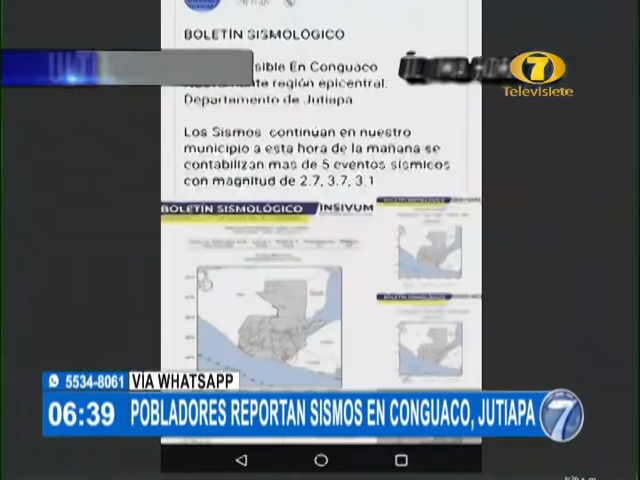 BOLETÍN SISMOLÓGICO
sible En Conguaco
región epicentral.
Departamento de Jutiapa
Los Sismos continúan en nuestro
municipio a esta hora de la mañana se
contabilizan mas de 5 eventos sísmicos
con magnitud de 2.7, 3.7, 3.1
BOLETÍN SISMOLÓGICO INSIVUM
7
Televisiete
5534-8061 VÍA WHATSAPP
06:39 POBLADORES REPORTAN SISMOS EN CONGUACO, JUTIAPA 7